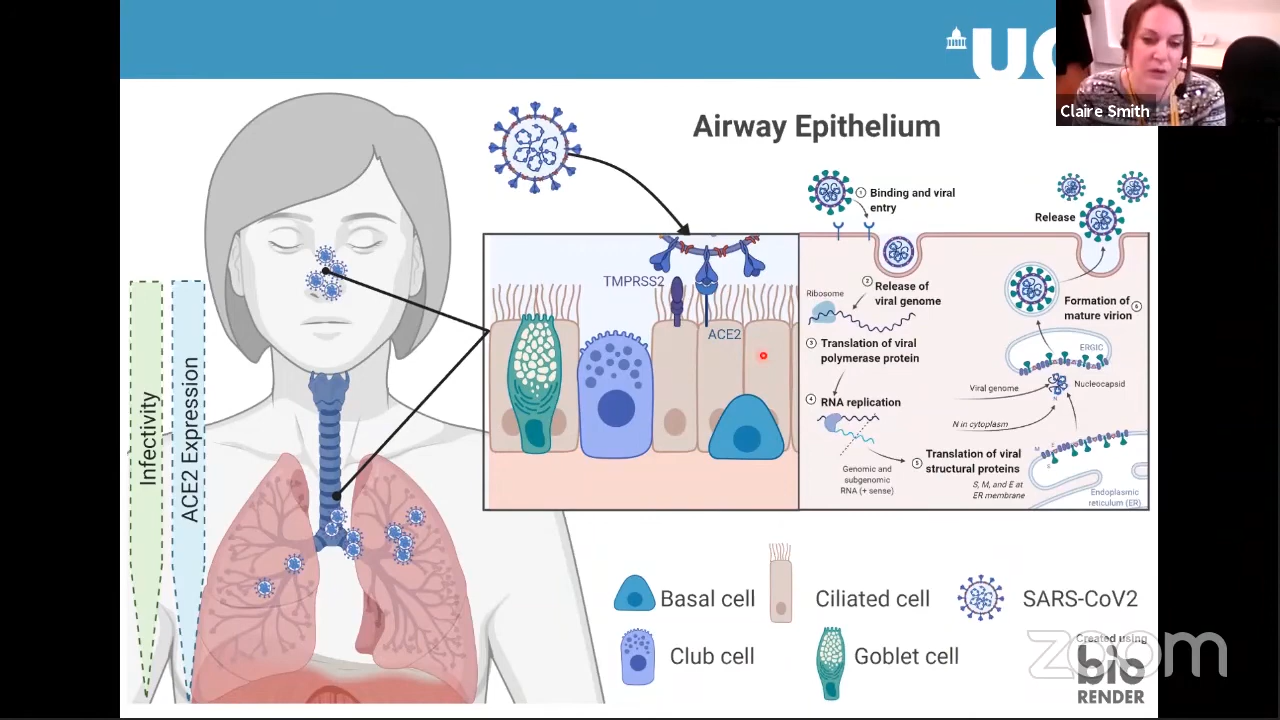 UC
Claire Smith
Airway Epithelium
Infectivity
ACE2 Expression
TMPRSS2
ACE2
1
Binding and viral
entry
Release
Ribosome
2
Release of
viral genome
3
Translation of viral
polymerase protein
4
RNA replication
Genomic and
subgenomic
RNA (+ sense)
5
Translation of viral
structural proteins
S, M, and E at
ER membrane
Formation of
mature virion
6
ERGIC
Viral genome
Nucleocapsid
N
N in cytoplasm
M
S
E
Endoplasmic
reticulum (ER)
Basal cell
Ciliated cell
SARS-CoV2
Club cell
Goblet cell
Created using
bio
RENDER
zoom